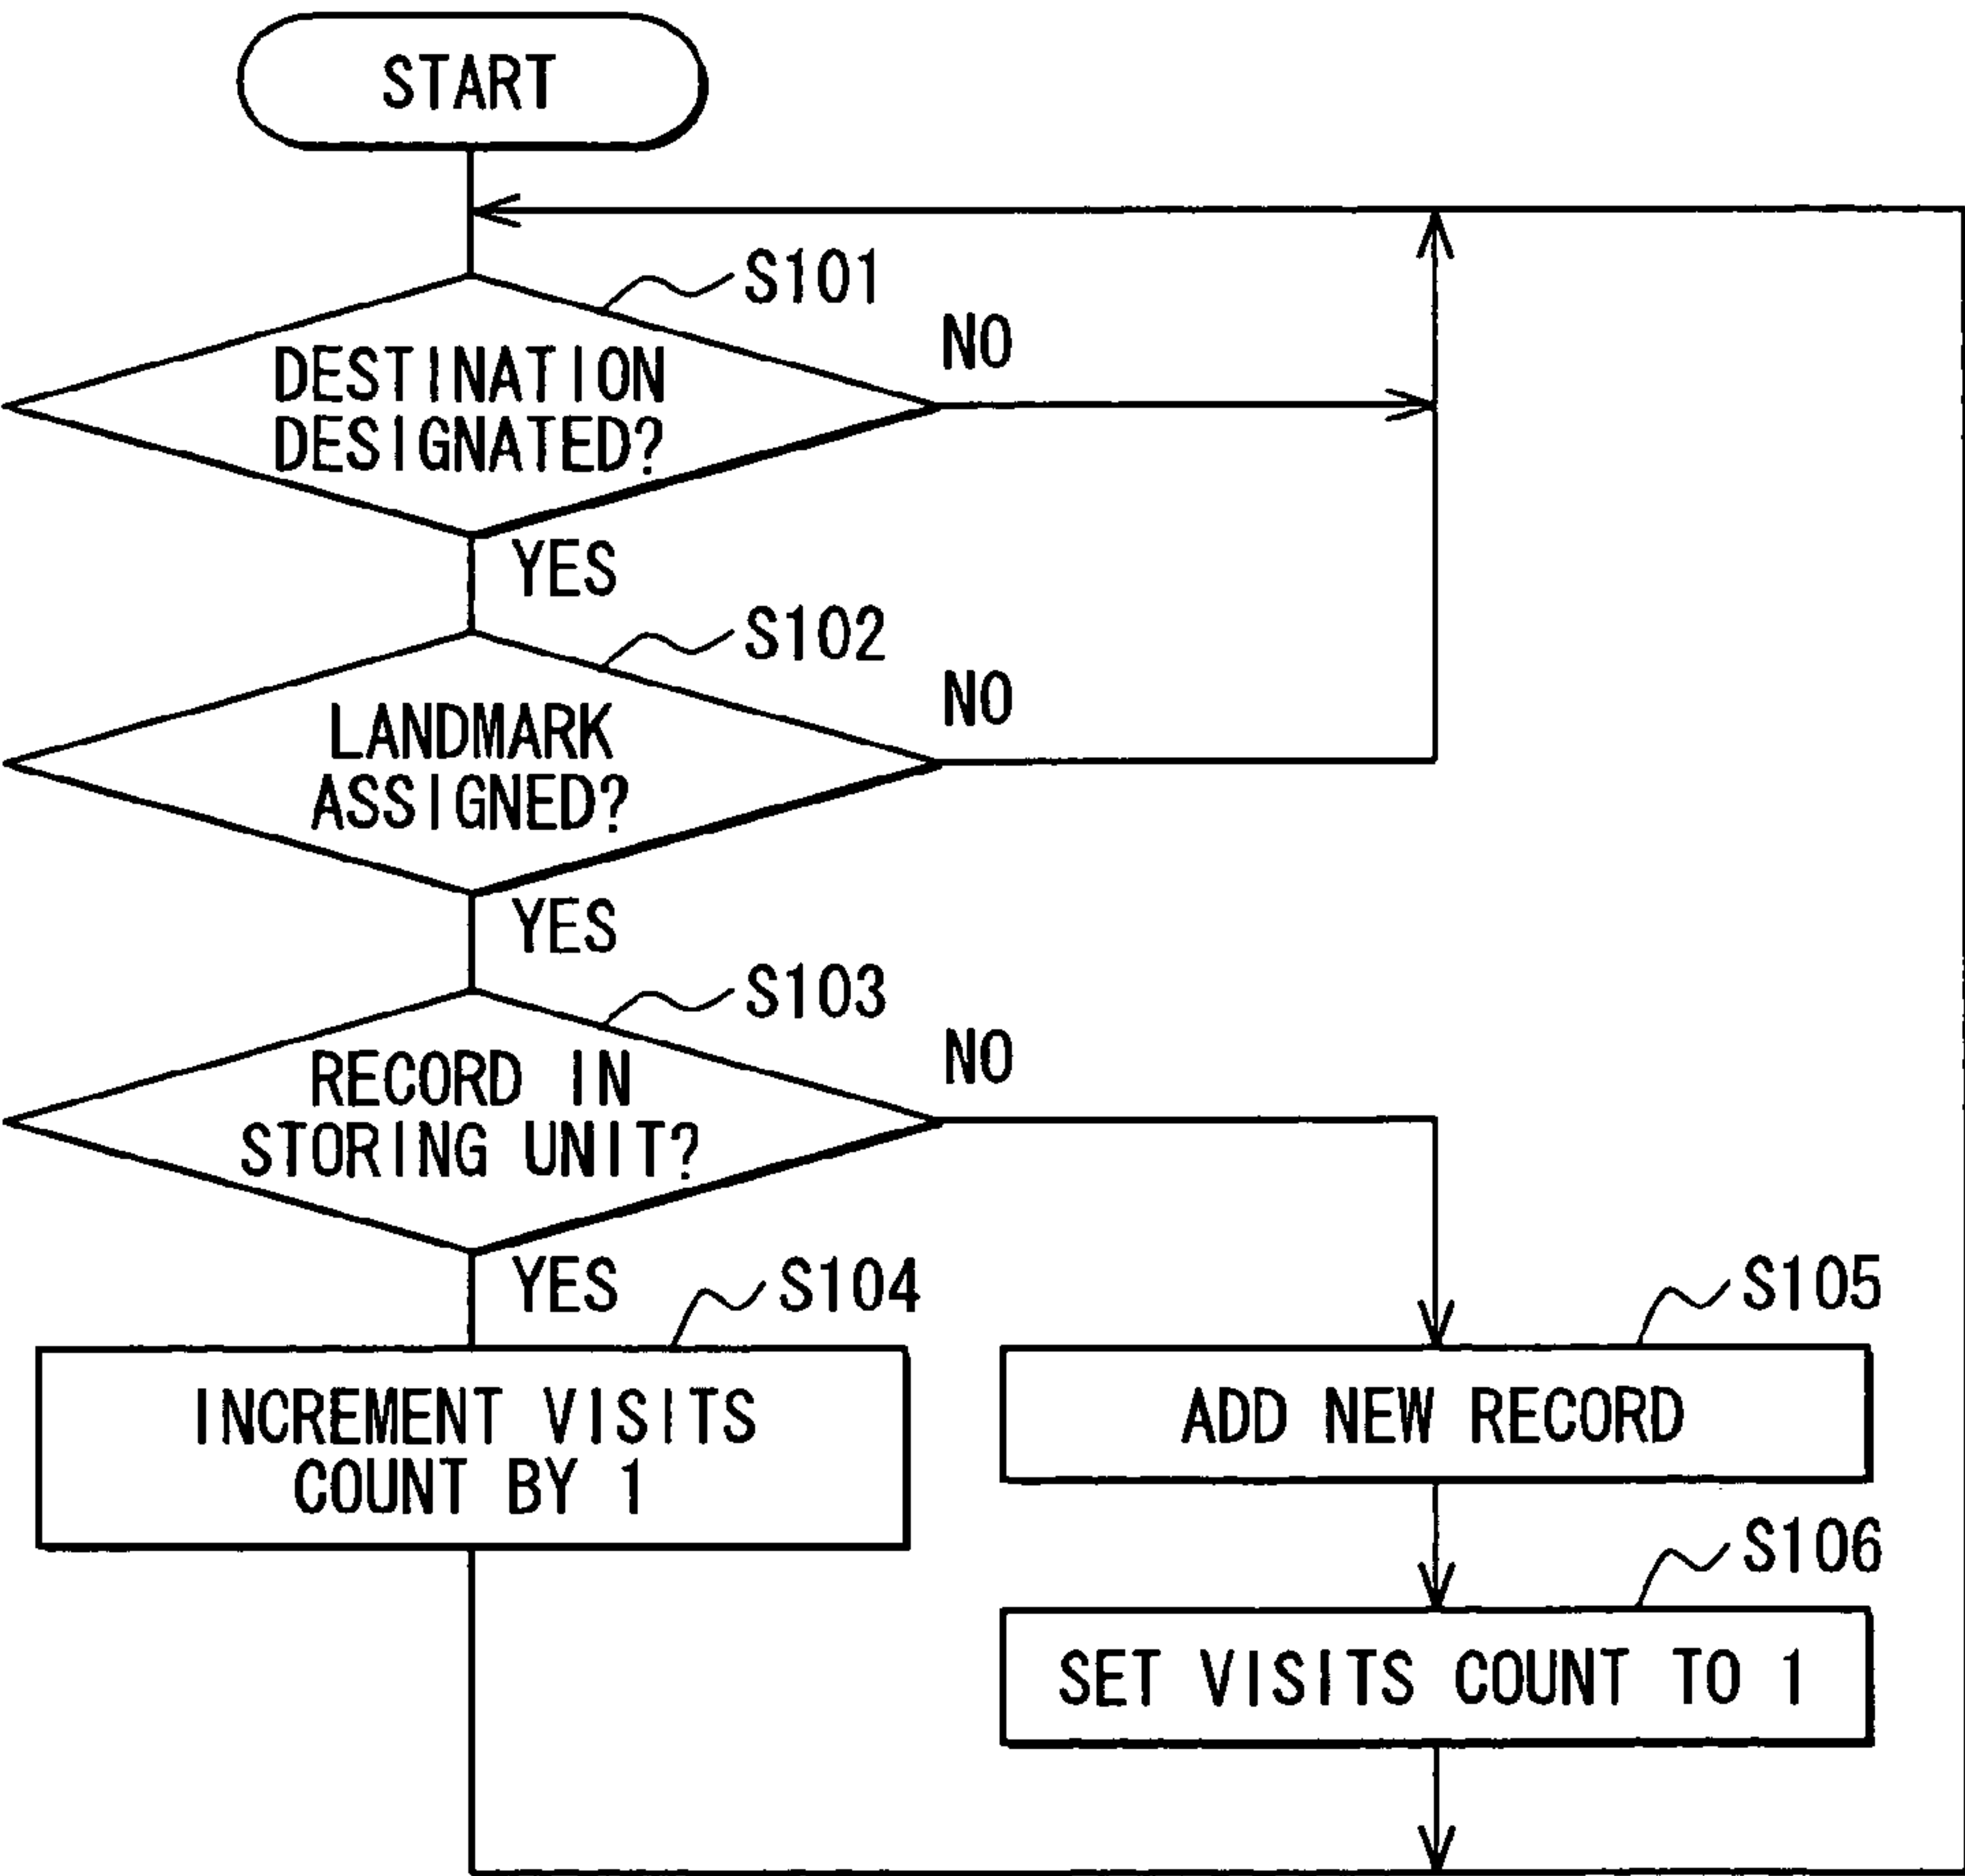 START
S101
NO
DESTINATION
DESIGNATED?
YES
S102
NO
LANDMARK
ASSIGNED?
YES
S103
NO
RECORD IN
STORING UNIT?
YES
S104
S105
INCREMENT VISITS
COUNT BY 1
ADD NEW RECORD
S106
SET VISITS COUNT TO 1